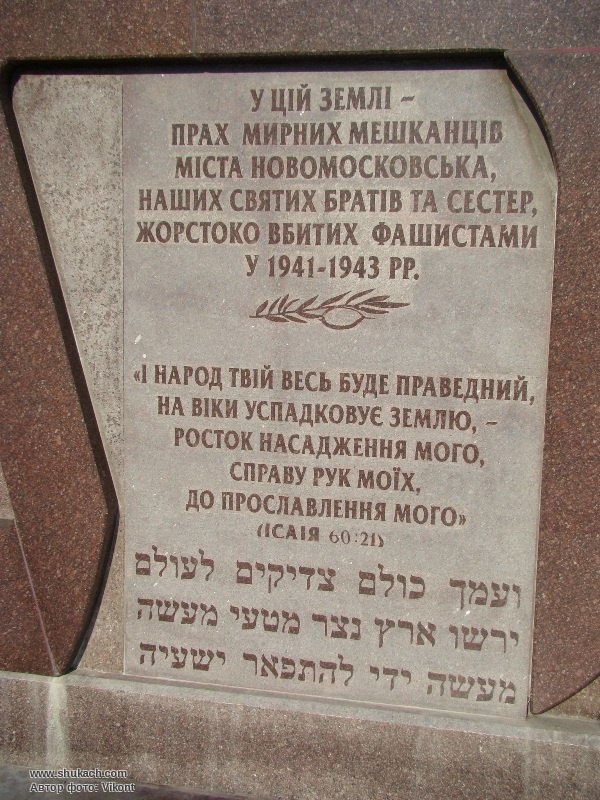 У ЦІЙ ЗЕМЛІ –
ПРАХ МИРНИХ МЕШКАНЦІВ
МІСТА НОВОМОСКОВСЬКА,
НАШИХ СВЯТИХ БРАТІВ ТА СЕСТЕР,
ЖОРСТОКО ВБИТИХ ФАШИСТАМИ
У 1941-1943 РР.
«І НАРОД ТВІЙ ВЕСЬ БУДЕ ПРАВЕДНИЙ,
НА ВІКИ УСПАДКОВУЄ ЗЕМЛЮ, –
РОСТОК НАСАДЖЕННЯ МОГО,
СПРАВУ РУК МОЇХ,
ДО ПРОСЛАВЛЕННЯ МОГО»
(ІСАІЯ 60:21)
ועמך כולם צדיקים לעולם
ירשו ארץ נצר מטעי מעשה
מעשה ידי להתפאר ישעיה
www.shukach.com
Автор фото: Vikont